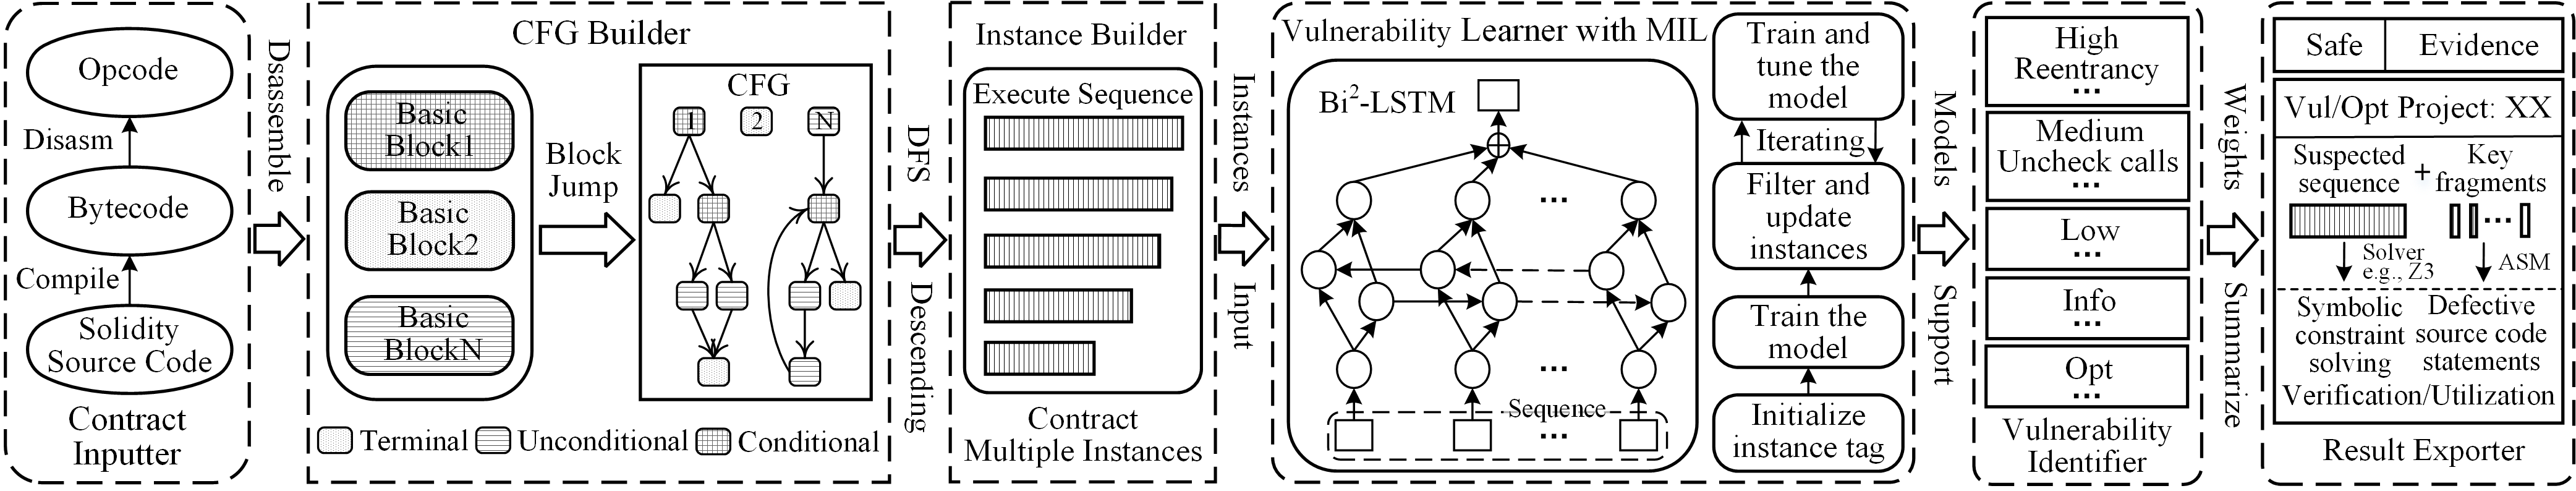 Opcode
Disasm
Bytecode
Compile
Solidity
Source Code
Contract
Inputter
Dsassemble
CFG Builder
Basic
Block1
Basic
Block2
Basic
BlockN
Block
Jump
CFG
1
2
N
Terminal
Unconditional
Conditional
DFS
Descending
Instance Builder
Execute Sequence
Contract
Multiple Instances
Instances
Input
Vulnerability Learner with MIL
Bi²-LSTM
...
...
Sequence
...
Train and
tune the
model
Iterating
Filter and
update
instances
Train the
model
Initialize
instance tag
Models
Support
High
Reentrancy
...
Medium
Uncheck calls
...
Low
...
Info
...
Opt
...
Vulnerability
Identifier
Weights
Summarize
Safe
Evidence
Vul/Opt Project: XX
Suspected
sequence
+
Key
fragments
...
Solver
e.g., Z3
ASM
Symbolic
constraint
solving
Defective
source code
statements
Verification/Utilization
Result Exporter